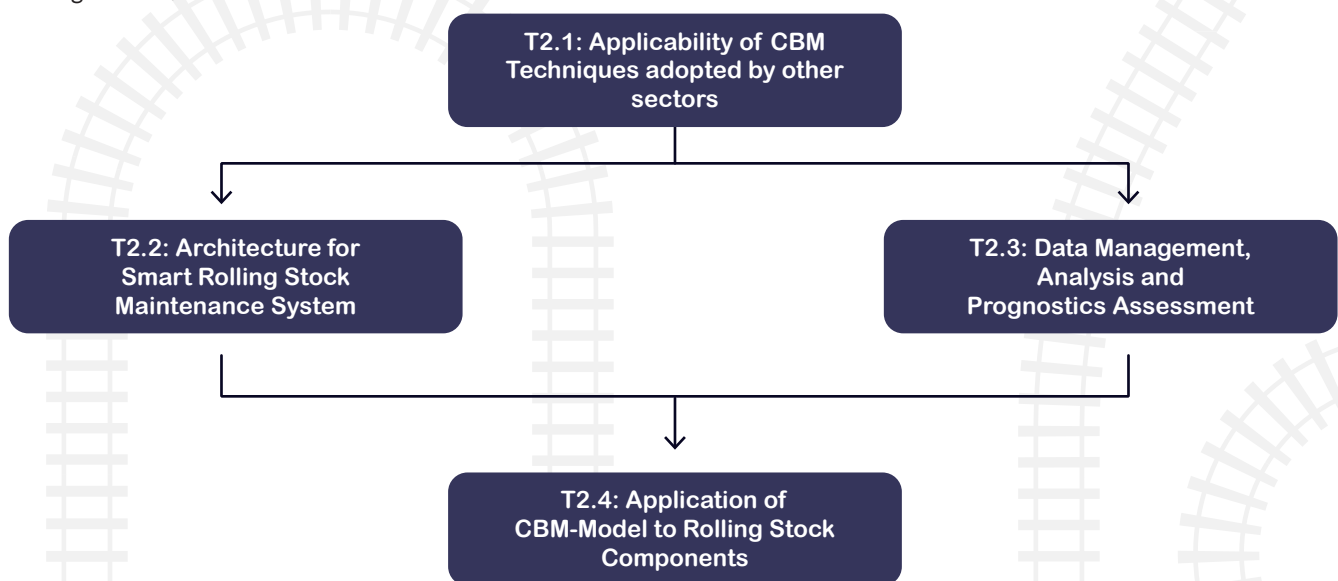 T2.1: Applicability of CBM
Techniques adopted by other
sectors
T2.2: Architecture for
Smart Rolling Stock
Maintenance System
T2.3: Data Management,
Analysis and
Prognostics Assessment
T2.4: Application of
CBM-Model to Rolling Stock
Components